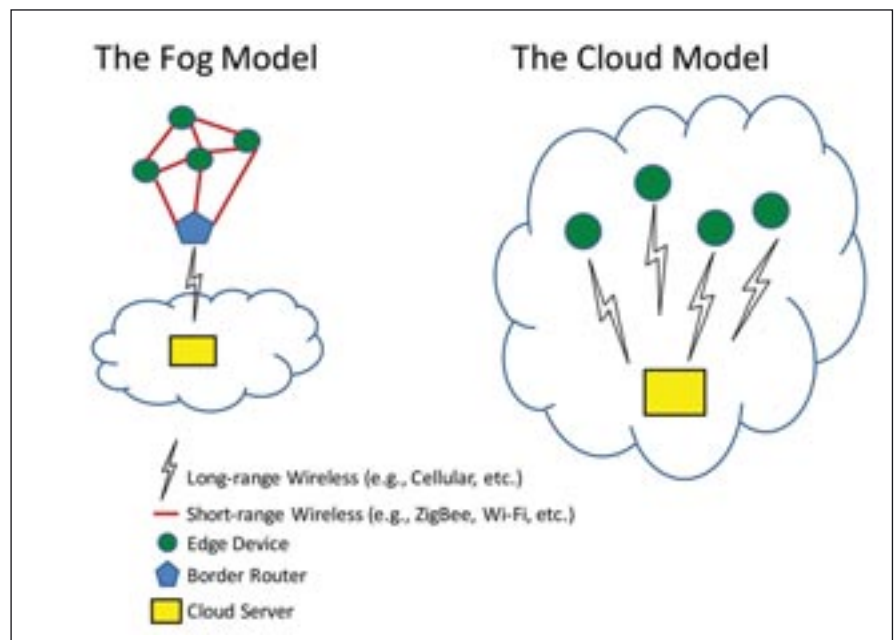 The Fog Model
The Cloud Model
Long-range Wireless (e.g., Cellular, etc.)
Short-range Wireless (e.g., ZigBee, Wi-Fi, etc.)
Edge Device
Border Router
Cloud Server